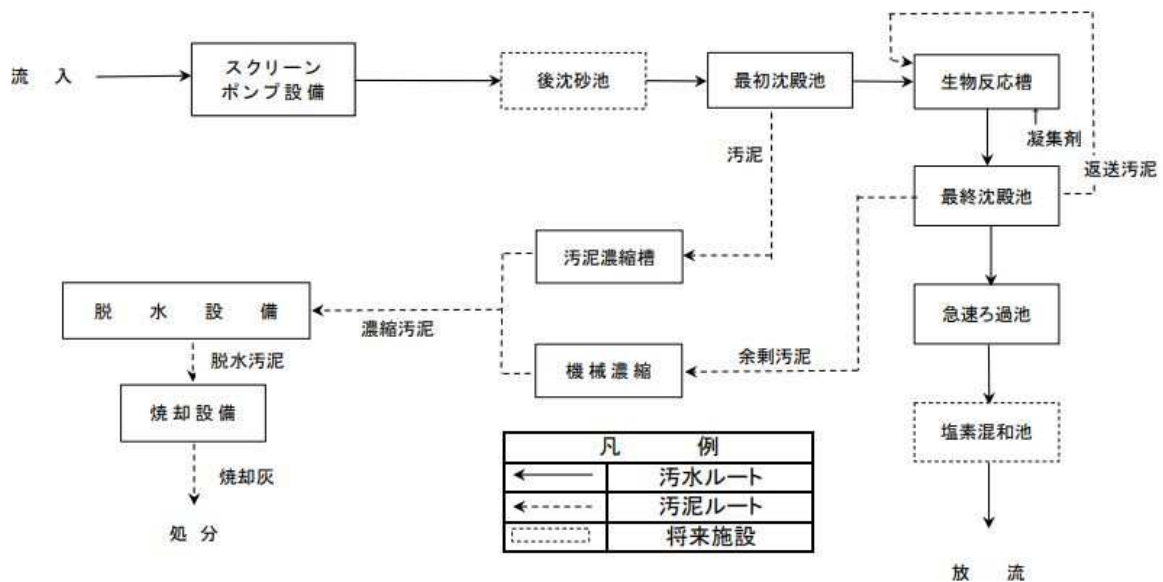 流入
スクリーン
ポンプ設備
後沈砂池
最初沈殿池
生物反応槽
凝集剤
汚泥
返送汚泥
最終沈殿池
汚泥濃縮槽
脱水設備
濃縮汚泥
急速ろ過池
余剰汚泥
機械濃縮
脱水汚泥
焼却設備
塩素混和池
凡例
汚水ルート
汚泥ルート
将来施設
焼却灰
処分
放流